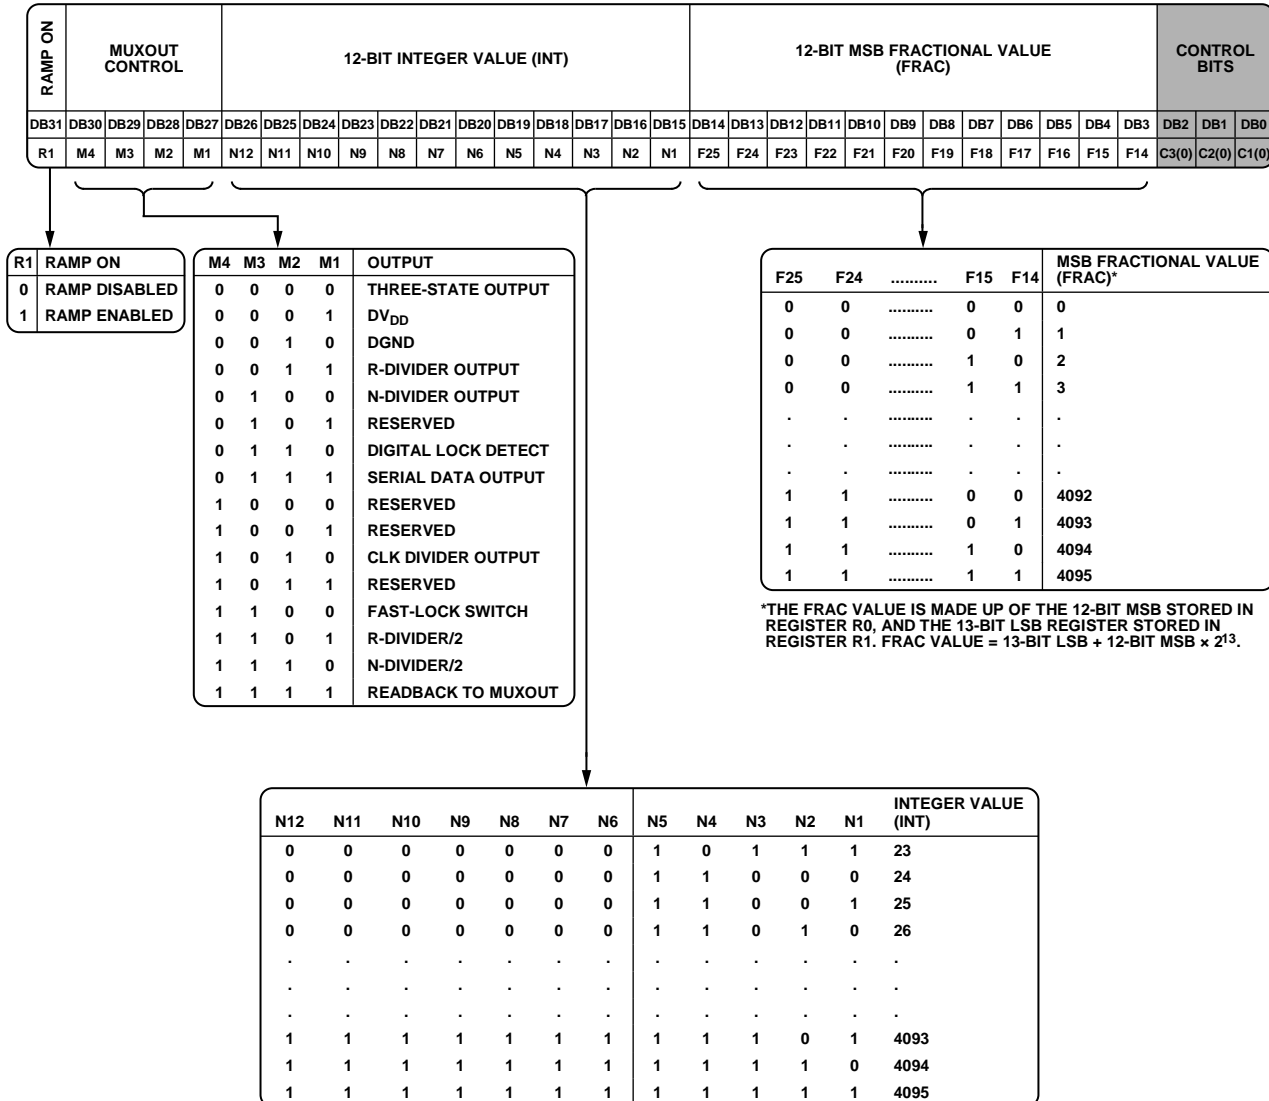 RAMP ON
MUXOUT
CONTROL
12-BIT INTEGER VALUE (INT)
12-BIT MSB FRACTIONAL VALUE
(FRAC)
CONTROL
BITS
DB31 DB30 DB29 DB28 DB27 DB26 DB25 DB24 DB23 DB22 DB21 DB20 DB19 DB18 DB17 DB16 DB15 DB14 DB13 DB12 DB11 DB10 DB9 DB8 DB7 DB6 DB5 DB4 DB3 DB2 DB1 DB0
R1 M4 M3 M2 M1 N12 N11 N10 N9 N8 N7 N6 N5 N4 N3 N2 N1 F25 F24 F23 F22 F21 F20 F19 F18 F17 F16 F15 F14 C3(0) C2(0) C1(0)
R1 RAMP ON
0 RAMP DISABLED
1 RAMP ENABLED
M4 M3 M2 M1 OUTPUT
0 0 0 0 THREE-STATE OUTPUT
0 0 0 1 DVDD
0 0 1 0 DGND
0 0 1 1 R-DIVIDER OUTPUT
0 1 0 0 N-DIVIDER OUTPUT
0 1 0 1 RESERVED
0 1 1 0 DIGITAL LOCK DETECT
0 1 1 1 SERIAL DATA OUTPUT
1 0 0 0 RESERVED
1 0 0 1 RESERVED
1 0 1 0 CLK DIVIDER OUTPUT
1 0 1 1 RESERVED
1 1 0 0 FAST-LOCK SWITCH
1 1 0 1 R-DIVIDER/2
1 1 1 0 N-DIVIDER/2
1 1 1 1 READBACK TO MUXOUT
F25 F24 .......... F15 F14 MSB FRACTIONAL VALUE
(FRAC)*
0 0 .......... 0 0 0
0 0 .......... 0 1 1
0 0 .......... 1 0 2
0 0 .......... 1 1 3
. . .......... . . .
. . .......... . . .
. . .......... . . .
1 1 .......... 0 0 4092
1 1 .......... 0 1 4093
1 1 .......... 1 0 4094
1 1 .......... 1 1 4095
*THE FRAC VALUE IS MADE UP OF THE 12-BIT MSB STORED IN
REGISTER R0, AND THE 13-BIT LSB REGISTER STORED IN
REGISTER R1. FRAC VALUE = 13-BIT LSB + 12-BIT MSB × 2¹³.
N12 N11 N10 N9 N8 N7 N6 N5 N4 N3 N2 N1 INTEGER VALUE
(INT)
0 0 0 0 0 0 0 1 0 1 1 1 23
0 0 0 0 0 0 0 1 1 0 0 0 24
0 0 0 0 0 0 0 1 1 0 0 1 25
0 0 0 0 0 0 0 1 1 0 1 0 26
. . . . . . . . . . . . .
. . . . . . . . . . . . .
. . . . . . . . . . . . .
1 1 1 1 1 1 1 1 1 1 0 1 4093
1 1 1 1 1 1 1 1 1 1 1 0 4094
1 1 1 1 1 1 1 1 1 1 1 1 4095